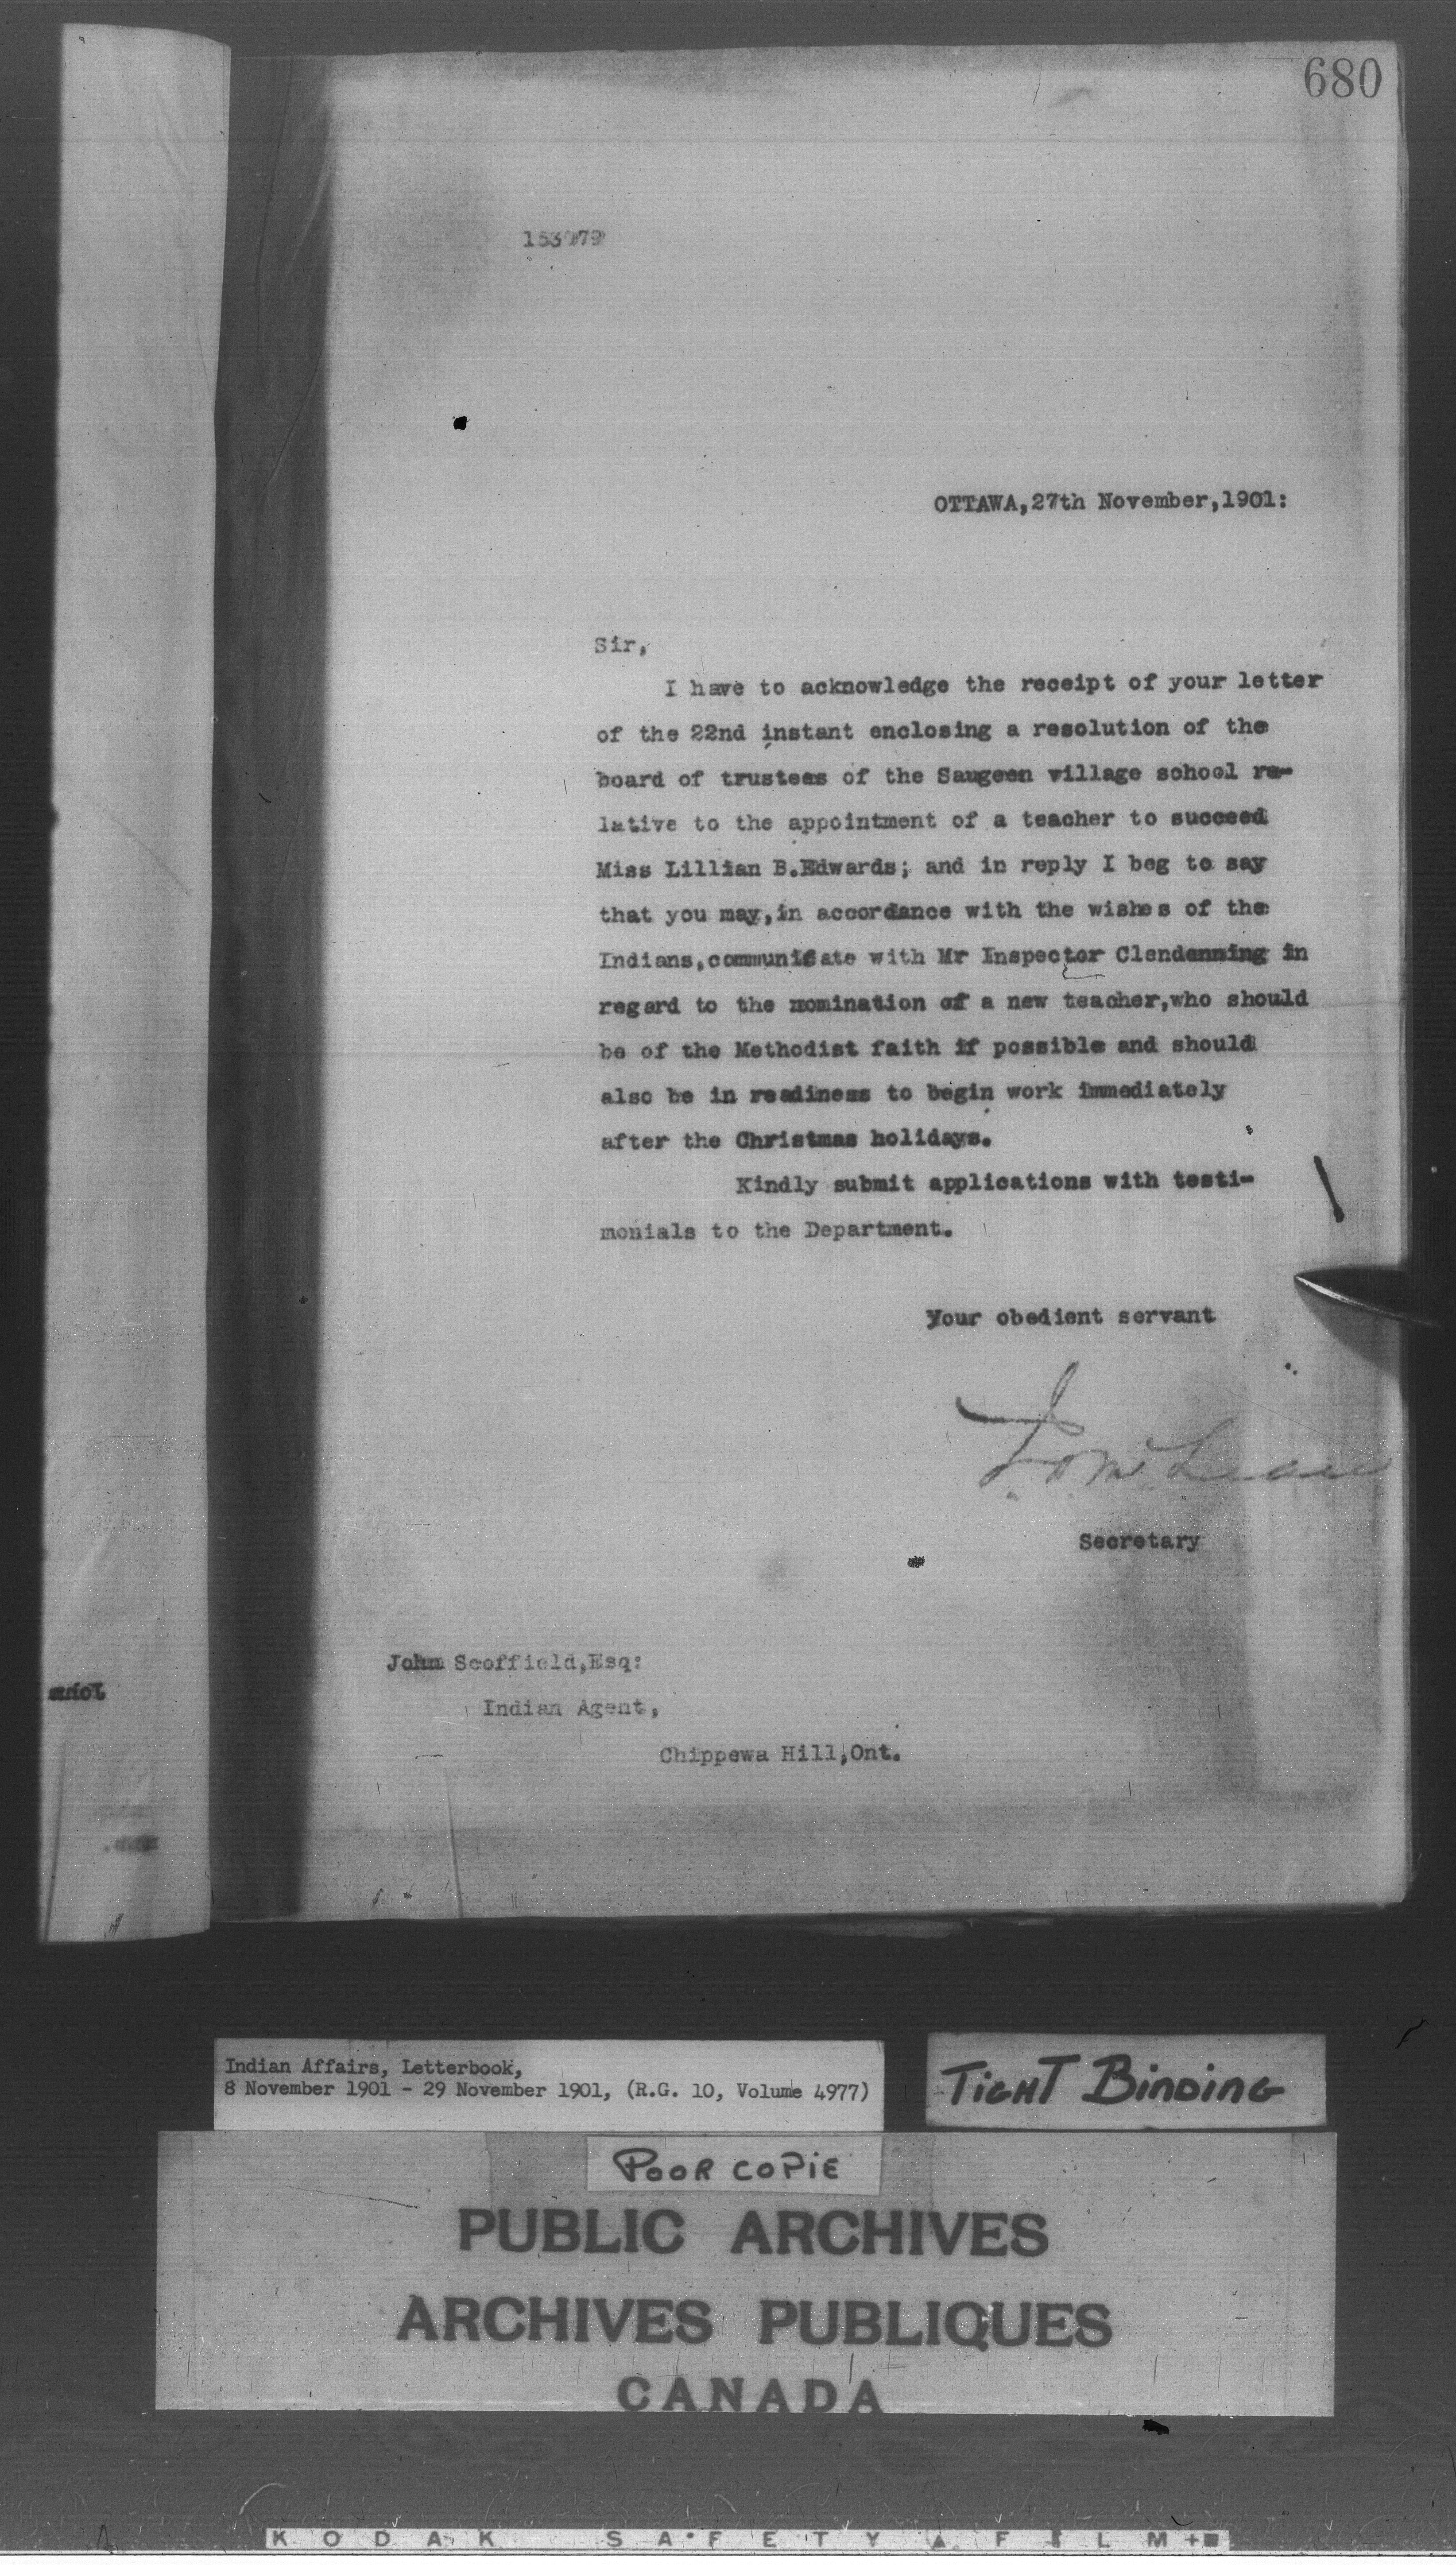 680
OTTAWA,27th November,1901:
Sir,
I have to acknowledge the receipt of your letter
of the 22nd instant enclosing a resolution of the
board of trustees of the Saugeen village school re-
lative to the appointment of a teacher to succeed
Miss Lillian B.Edwards; and in reply I beg to say
that you may,in accordance with the wishes of the
Indians,communicate with Mr Inspector Clendenning in
regard to the nomination of a new teacher,who should
be of the Methodist faith if possible and should
also be in readiness to begin work immediately
after the Christmas holidays.
Kindly submit applications with testi-
monials to the Department.
Your obedient servant
J. D. McLean
Secretary
John Scoffield,Esq:
Indian Agent,
Chippewa Hill,Ont.
Indian Affairs, Letterbook,
8 November 1901 - 29 November 1901, (R.G. 10, Volume 4977)
TIGHT BINDING
POOR COPIE
PUBLIC ARCHIVES
ARCHIVES PUBLIQUES
CANADA
KODAK SAFETY FILM